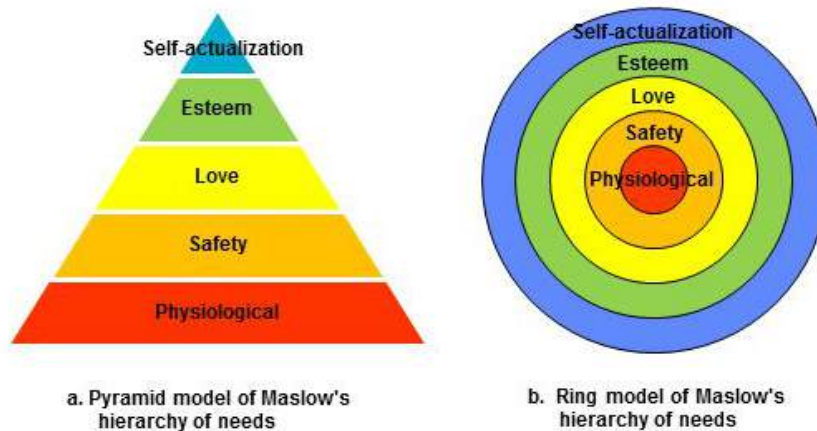 Self-actualization
Esteem
Love
Safety
Physiological
a. Pyramid model of Maslow's
hierarchy of needs
Self-actualization
Esteem
Love
Safety
Physiological
b. Ring model of Maslow's
hierarchy of needs